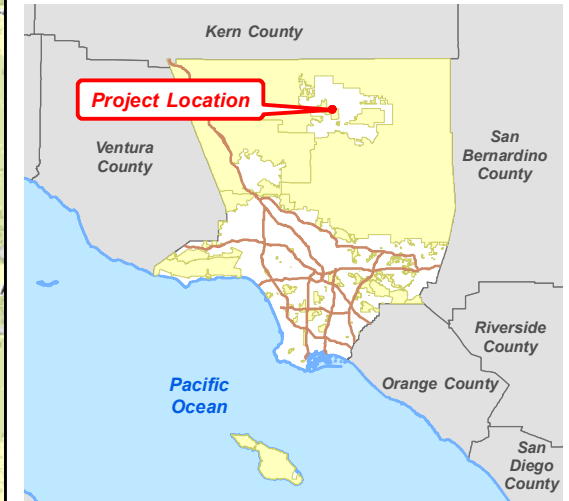 Kern County
Project Location
Ventura
County
San
Bernardino
County
Riverside
County
Orange County
Pacific
Ocean
San
Diego
County